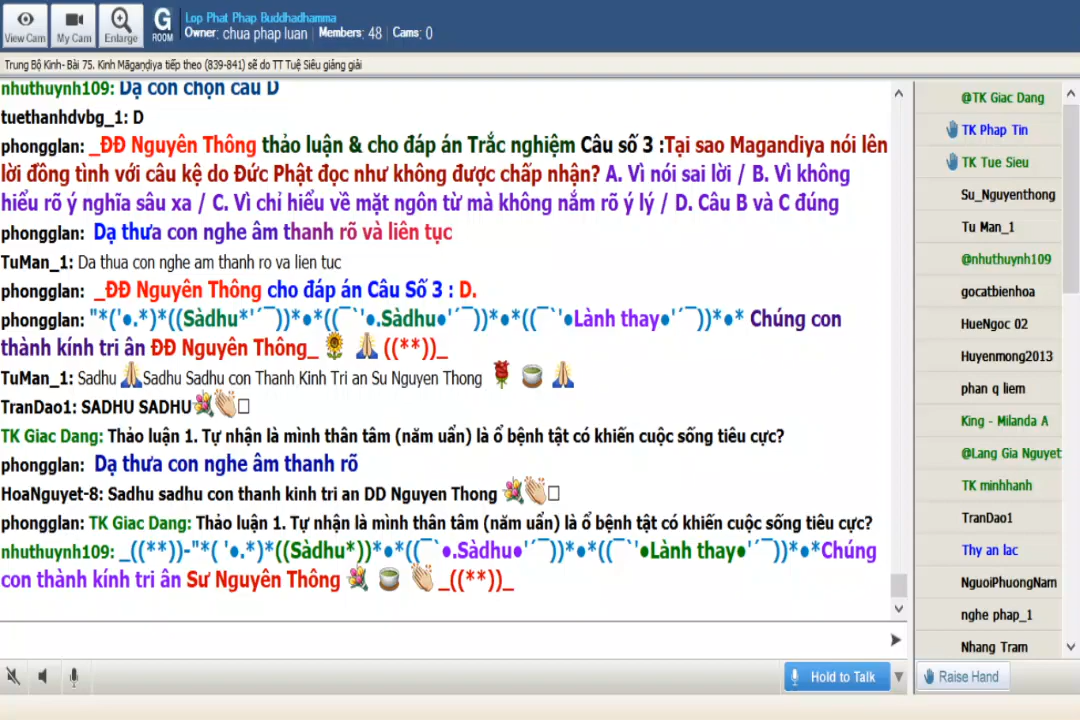 Lop Phat Phap Buddhadhamma
Owner: chua phap luan | Members: 48 | Cams: 0
View Cam My Cam Enlarge G ROOM
Trung Bộ Kinh- Bài 75. Kinh Māgaṇḍiya tiếp theo (839-841) sẽ do TT Tuệ Siêu giảng giải
nhuthuynh109: Dạ con chọn câu D
tuethanhdvbg_1: D
phongglan: _ĐĐ Nguyên Thông thảo luận & cho đáp án Trắc nghiệm Câu số 3 :Tại sao Magandiya nói lên
lời đồng tình với câu kệ do Đức Phật đọc như không được chấp nhận? A. Vì nói sai lời / B. Vì không
hiểu rõ ý nghĩa sâu xa / C. Vì chỉ hiểu về mặt ngôn từ mà không nắm rõ ý lý / D. Câu B và C đúng
phongglan: Dạ thưa con nghe âm thanh rõ và liên tục
TuMan_1: Da thua con nghe am thanh ro va lien tuc
phongglan: _ĐĐ Nguyên Thông cho đáp án Câu Số 3 : D.
phongglan: "*('●.*)*((Sàdhu*'´¯))*●*((¯`'●.Sàdhu●'´¯))*●*((¯`'●Lành thay●'´¯))*●* Chúng con
thành kính tri ân ĐĐ Nguyên Thông_ 🌻 🙏 ((**))_
TuMan_1: Sadhu 🙏Sadhu Sadhu con Thanh Kinh Tri an Su Nguyen Thong 🌹 🍵 🙏
TranDao1: SADHU SADHU💐👏□
TK Giac Dang: Thảo luận 1. Tự nhận là mình thân tâm (năm uẩn) là ổ bệnh tật có khiến cuộc sống tiêu cực?
phongglan: Dạ thưa con nghe âm thanh rõ
HoaNguyet-8: Sadhu sadhu con thanh kinh tri an DD Nguyen Thong 💐👏□
phongglan: TK Giac Dang: Thảo luận 1. Tự nhận là mình thân tâm (năm uẩn) là ổ bệnh tật có khiến cuộc sống tiêu cực?
nhuthuynh109: _((**))-"*( '●.*)*((Sàdhu*))*●*((¯`●.Sàdhu●'´¯))*●*((¯`'●Lành thay●'´¯))*●*Chúng
con thành kính tri ân Sư Nguyên Thông 💐 🍵 👏 _((**))_
@TK Giac Dang
TK Phap Tin
TK Tue Sieu
Su_Nguyenthong
Tu Man_1
@nhuthuynh109
gocatbienhoa
HueNgoc 02
Huyenmong2013
phan q liem
King - Milanda A
@Lang Gia Nguyet
TK minhhanh
TranDao1
Thy an lac
NguoiPhuongNam
nghe phap_1
Nhang Tram
Hold to Talk
Raise Hand